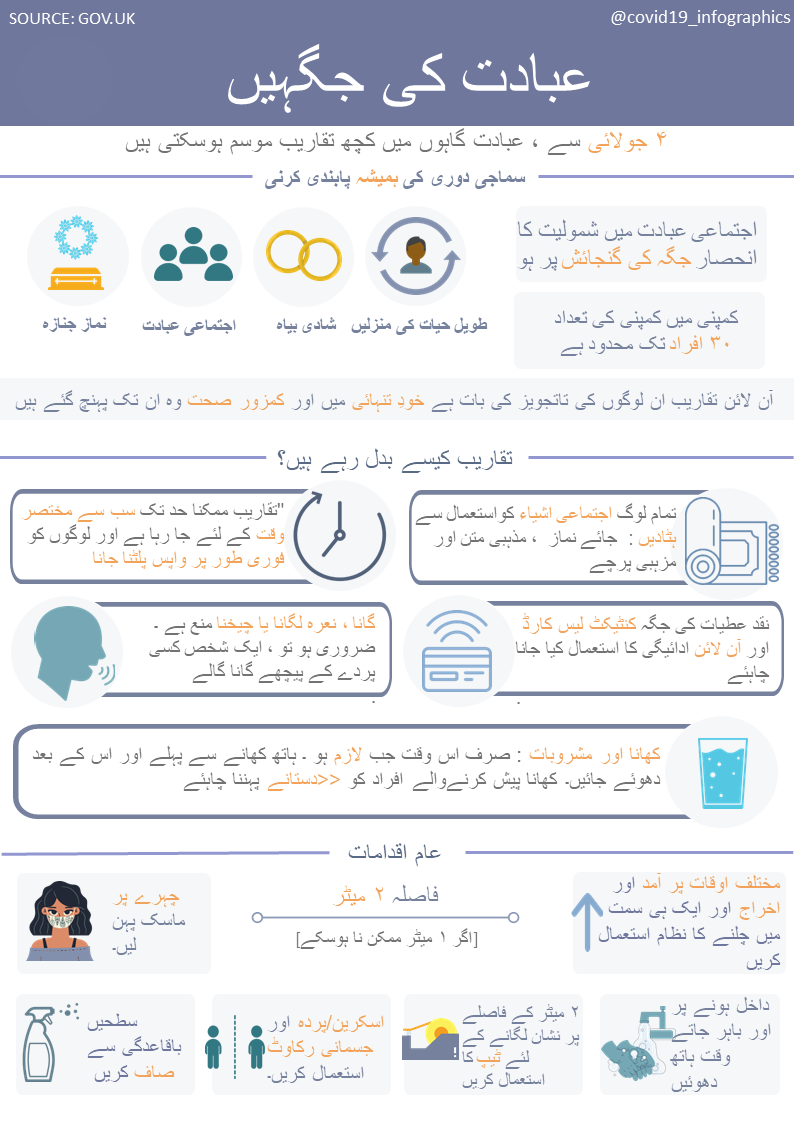 SOURCE: GOV.UK
@covid19_infographics
عبادت کی جگہیں
۴ جولائی سے ، عبادت گاہوں میں کچھ تقاریب موسم ہوسکتی ہیں
سماجی دوری کی ہمیشہ پابندی کرنی
اجتماعی عبادت میں شمولیت کا
انحصار جگہ کی گنجائش پر ہو
کمپنی میں کمپنی کی تعداد
۳۰ افراد تک محدود ہے
طویل حیات کی منزلیں
شادی بیاہ
اجتماعی عبادت
نماز جنازہ
آن لائن تقاریب ان لوگوں کی تاتجویز کی بات ہے خودِ تنہائی میں اور کمزور صحت وہ ان تک پہنچ گئے ہیں
تقاریب کیسے بدل رہے ہیں؟
تمام لوگ اجتماعی اشیاء کواستعمال سے
ہٹادیں : جائے نماز ، مذہبی متن اور
مزہبی پرچے
"تقاریب ممکنا حد تک سب سے مختصر
وقت کے لئے جا رہا ہے اور لوگوں کو
فوری طور پر واپس پلٹنا جانا
نقد عطیات کی جگہ کنٹیکٹ لیس کارڈ
اور آن لائن ادائیگی کا استعمال کیا جانا
چاہئے
.
گانا ، نعرہ لگانا یا چیخنا منع ہے ۔
ضروری ہو تو ، ایک شخص کسی
پردے کے پیچھے گانا گالے
.
کھانا اور مشروبات : صرف اس وقت جب لازم ہو ۔ ہاتھ کھانے سے پہلے اور اس کے بعد
دھوئے جائیں۔ کھانا پیش کرنےوالے افراد کو <<دستانے پہننا چاہئے
عام اقدامات
مختلف اوقات پر آمد اور
اخراج اور ایک ہی سمت
میں چلنے کا نظام استعمال
کریں
فاصلہ ۲ میٹر
[اگر ۱ میٹر ممکن نا ہوسکے]
چہرے پر
ماسک پہن
لیں۔
داخل ہونے پر
اور باہر جاتے
وقت ہاتھ
دھوئیں
۲ میٹر کے فاصلے
پر نشان لگانے کے
لئے ٹیپ کا
استعمال کریں
اسکرین/پردہ اور
جسمانی رکاوٹ
استعمال کریں۔
سطحیں
باقاعدگی سے
صاف کریں